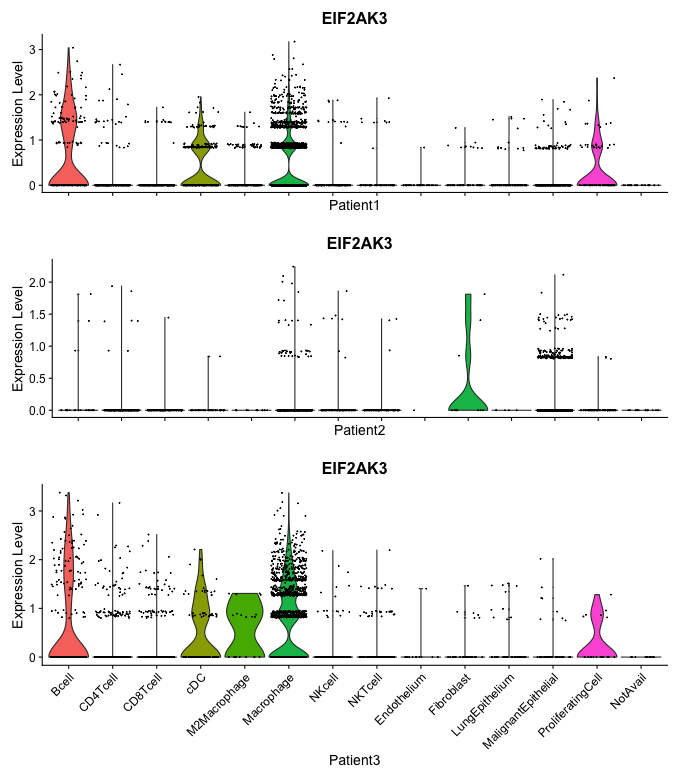 EIF2AK3
Expression Level
3
2
1
0
Patient1
EIF2AK3
Expression Level
2.0
1.5
1.0
0.5
0.0
Patient2
EIF2AK3
Expression Level
3
2
1
0
Bcell
CD4Tcell
CD8Tcell
cDC
M2Macrophage
Macrophage
NKcell
NKTcell
Endothelium
Fibroblast
LungEpithelium
MalignantEpithelial
ProliferatingCell
NotAvail
Patient3